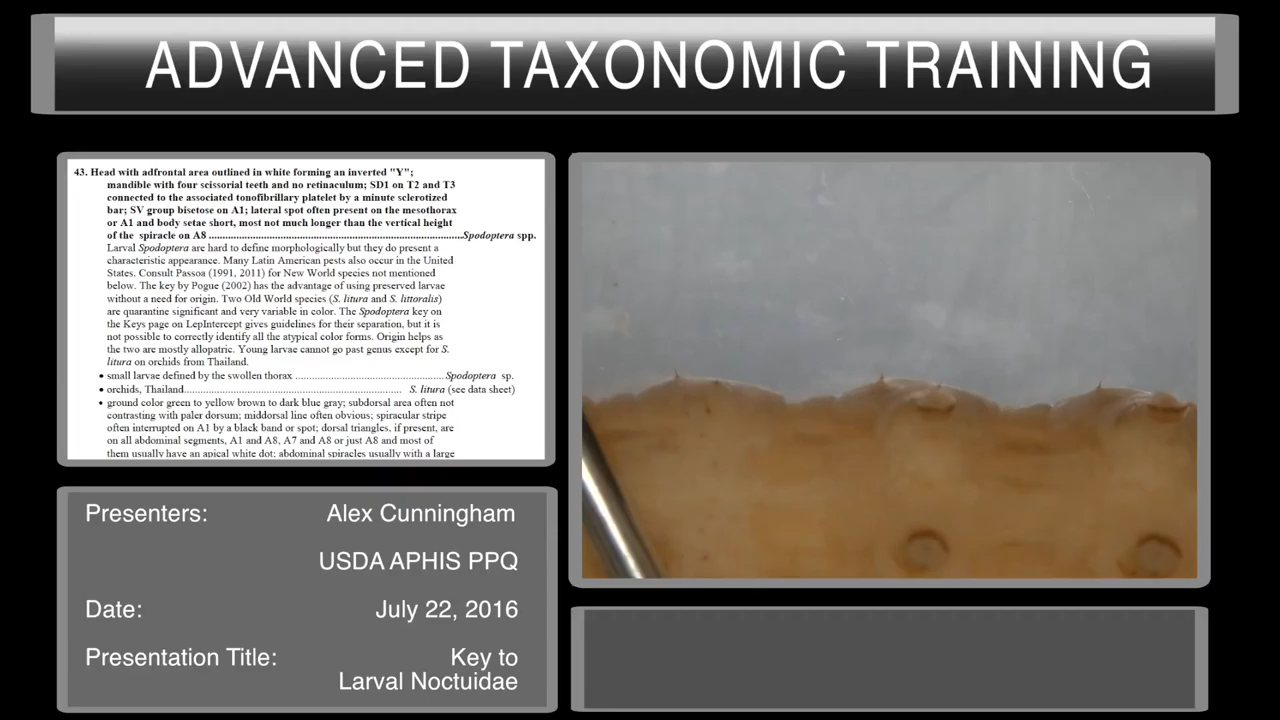 ADVANCED TAXONOMIC TRAINING
43. Head with adfrontal area outlined in white forming an inverted "Y";
mandible with four scissorial teeth and no retinaculum; SD1 on T2 and T3
connected to the associated tonofibrillary platelet by a minute sclerotized
bar; SV group bisetose on A1; lateral spot often present on the mesothorax
or A1 and body setae short, most not much longer than the vertical height
of the spiracle on A8 ..........................................................................Spodoptera spp.
Larval Spodoptera are hard to define morphologically but they do present a
characteristic appearance. Many Latin American pests also occur in the United
States. Consult Passoa (1991, 2011) for New World species not mentioned
below. The key by Pogue (2002) has the advantage of using preserved larvae
without a need for origin. Two Old World species (S. litura and S. littoralis)
are quarantine significant and very variable in color. The Spodoptera key on
the Keys page on LepIntercept gives guidelines for their separation, but it is
not possible to correctly identify all the atypical color forms. Origin helps as
the two are mostly allopatric. Young larvae cannot go past genus except for S.
litura on orchids from Thailand.
• small larvae defined by the swollen thorax ............................................Spodoptera sp.
• orchids, Thailand................................................................ S. litura (see data sheet)
• ground color green to yellow brown to dark blue gray; subdorsal area often not
contrasting with paler dorsum; middorsal line often obvious; spiracular stripe
often interrupted on A1 by a black band or spot; dorsal triangles, if present, are
on all abdominal segments, A1 and A8, A7 and A8 or just A8 and most of
them usually have an apical white dot; abdominal spiracles usually with a large
Presenters: Alex Cunningham
USDA APHIS PPQ
Date: July 22, 2016
Presentation Title: Key to
Larval Noctuidae